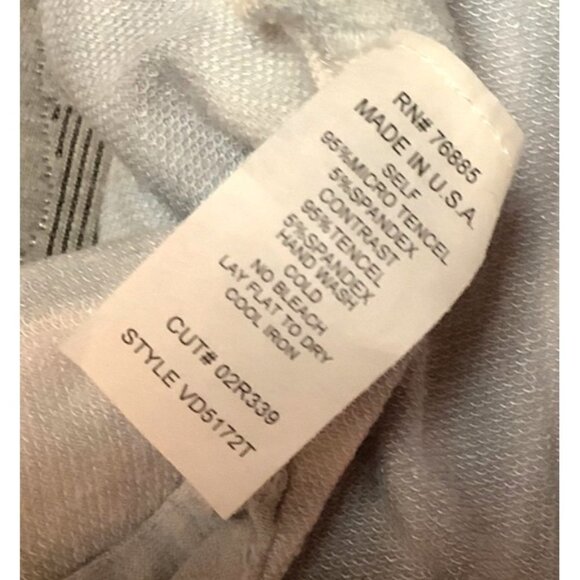 RN# 76865
MADE IN U.S.A.
SELF
95%MICRO TENCEL
5%SPANDEX
CONTRAST
95%TENCEL
5%SPANDEX
HAND WASH
COLD
NO BLEACH
LAY FLAT TO DRY
COOL IRON
CUT# 02R339
STYLE VD5172T